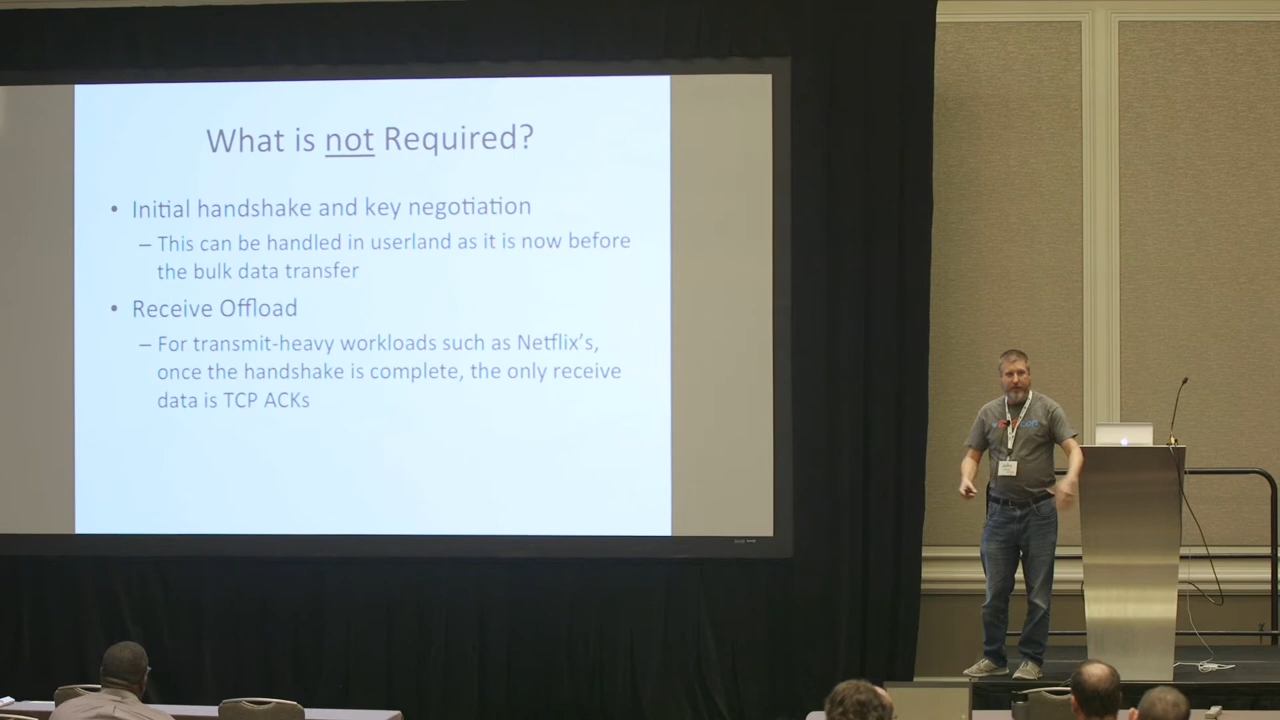 What is not Required?
• Initial handshake and key negotiation
– This can be handled in userland as it is now before
the bulk data transfer
• Receive Offload
– For transmit-heavy workloads such as Netflix's,
once the handshake is complete, the only receive
data is TCP ACKs